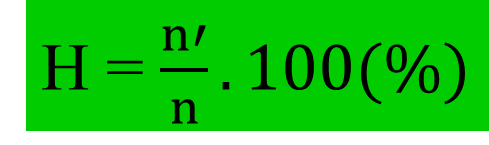 H = n′/n . 100(%)